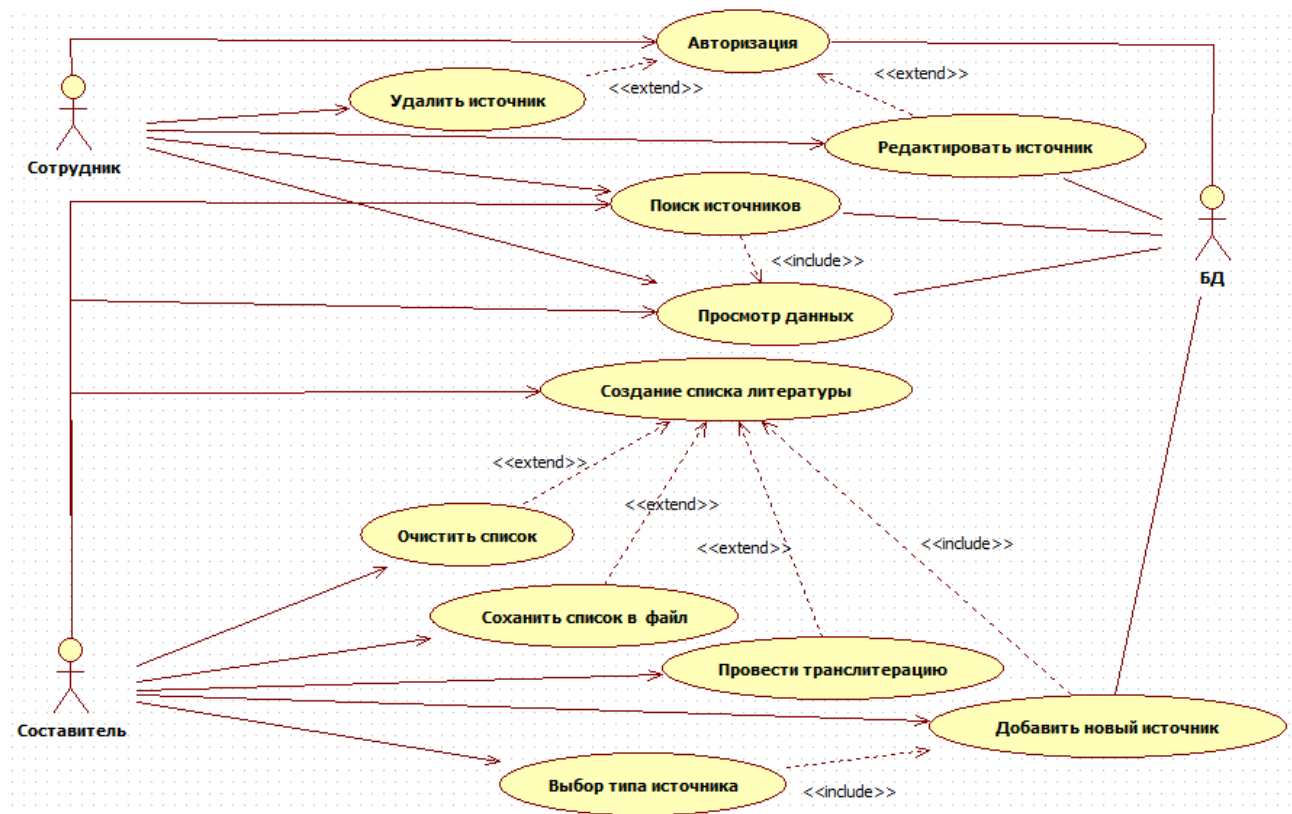 Авторизация
<<extend>>
Удалить источник
<<extend>>
Редактировать источник
Сотрудник
Поиск источников
<<include>>
БД
Просмотр данных
Создание списка литературы
<<extend>>
<<extend>>
Очистить список
<<extend>>
<<include>>
Соханить список в файл
Провести транслитерацию
Составитель
Добавить новый источник
Выбор типа источника
<<include>>